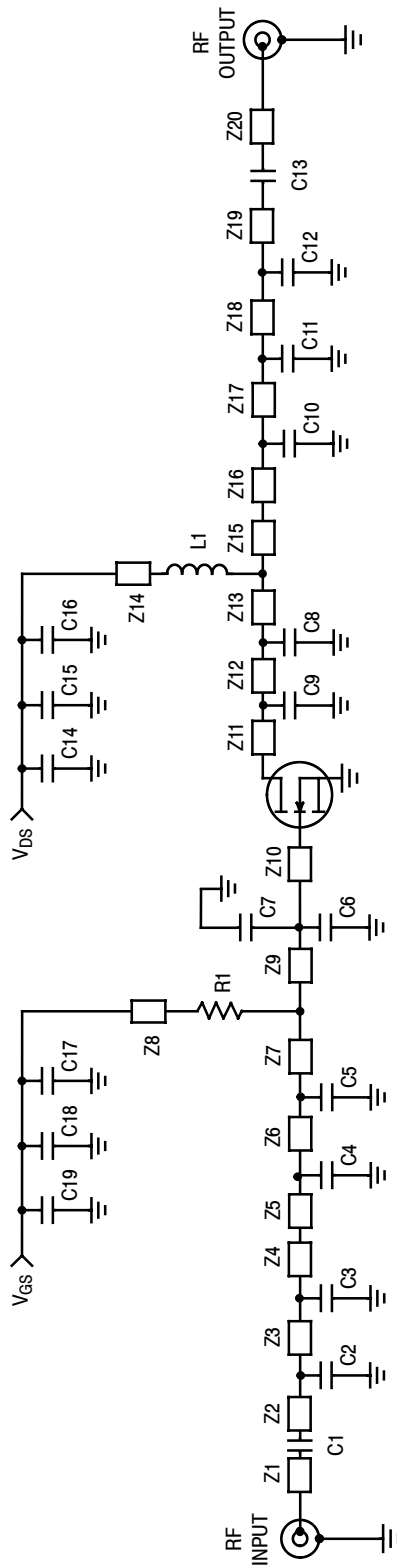 V_GS
C19
C18
C17
Z8
R1
V_DS
C14
C15
C16
Z14
L1
RF
INPUT
Z1
C1
Z2
C2
Z3
C3
Z4
Z5
C4
Z6
C5
Z7
Z9
C7
C6
Z10
Z11
C9
Z12
C8
Z13
Z15
Z16
C10
Z17
C11
Z18
C12
Z19
C13
Z20
RF
OUTPUT